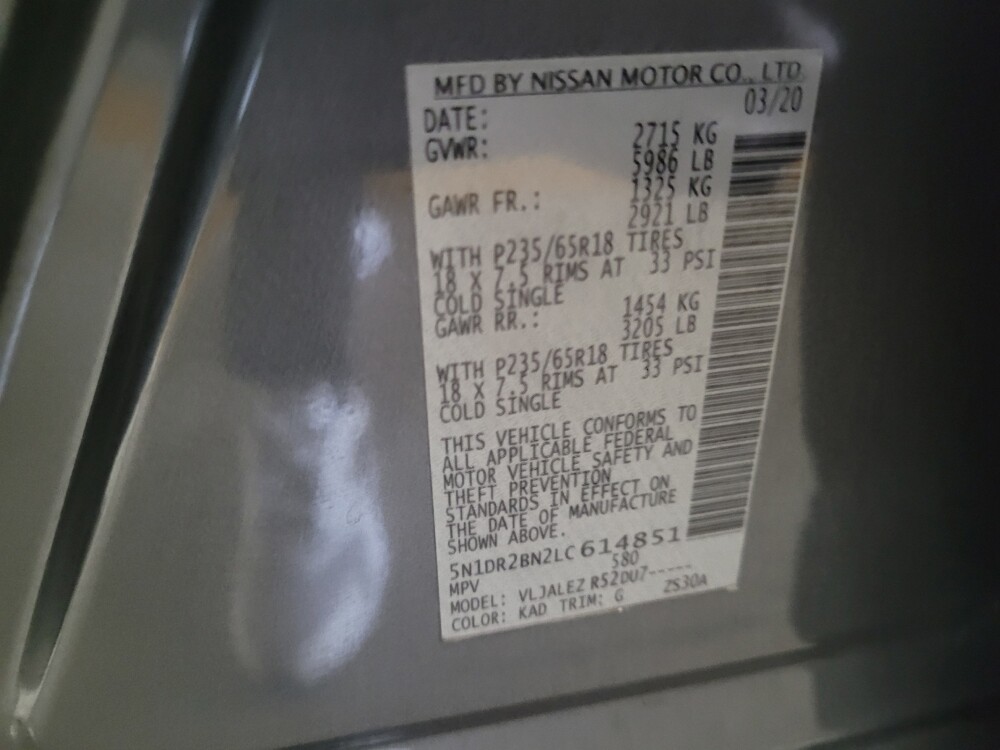 MFD BY NISSAN MOTOR CO., LTD.
DATE: 03/20
GVWR: 2715 KG
5986 LB
1325 KG
GAWR FR.: 2921 LB
WITH P235/65R18 TIRES
18 X 7.5 RIMS AT 33 PSI
COLD SINGLE
1454 KG
GAWR RR.: 3205 LB
WITH P235/65R18 TIRES
18 X 7.5 RIMS AT 33 PSI
COLD SINGLE
THIS VEHICLE CONFORMS TO
ALL APPLICABLE FEDERAL
MOTOR VEHICLE SAFETY AND
THEFT PREVENTION
STANDARDS IN EFFECT ON
THE DATE OF MANUFACTURE
SHOWN ABOVE.
5N1DR2BN2LC 614851
MPV 580
MODEL: VLJALEZ R52DUZ-----
COLOR: KAD TRIM: G ZS30A